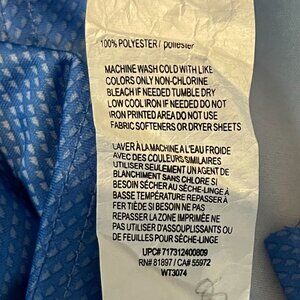 100% POLYESTER / poliester
MACHINE WASH COLD WITH LIKE
COLORS ONLY NON-CHLORINE
BLEACH IF NEEDED TUMBLE DRY
LOW COOL IRON IF NEEDED DO NOT
IRON PRINTED AREA DO NOT USE
FABRIC SOFTENERS OR DRYER SHEETS
LAVER À LA MACHINE A L'EAU FROIDE
AVEC DES COULEURS SIMILAIRES
UTILISER SEULEMENT UN AGENT DE
BLANCHIMENT SANS CHLORE SI
BESOIN SÉCHER AU SÈCHE-LINGE À
BASSE TEMPÉRATURE REPASSER À
FER TIÈDE SI BESOIN NE PAS
REPASSER LA ZONE IMPRIMÉE NE
PAS UTILISER D'ASSOUPLISSANTS OU
DE FEUILLES POUR SÈCHE-LINGE
UPC# 717312400809
RN# 81897 / CA# 55972
WT3074